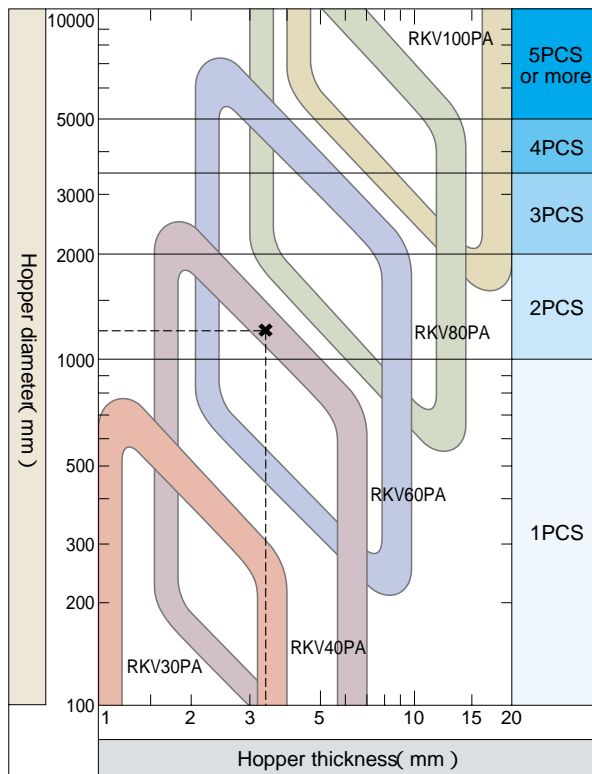 10000
5000
3000
2000
1000
500
300
200
100
Hopper diameter( mm )
RKV100PA
RKV80PA
RKV60PA
RKV40PA
RKV30PA
5PCS
or more
4PCS
3PCS
2PCS
1PCS
1 2 3 5 10 15 20
Hopper thickness( mm )